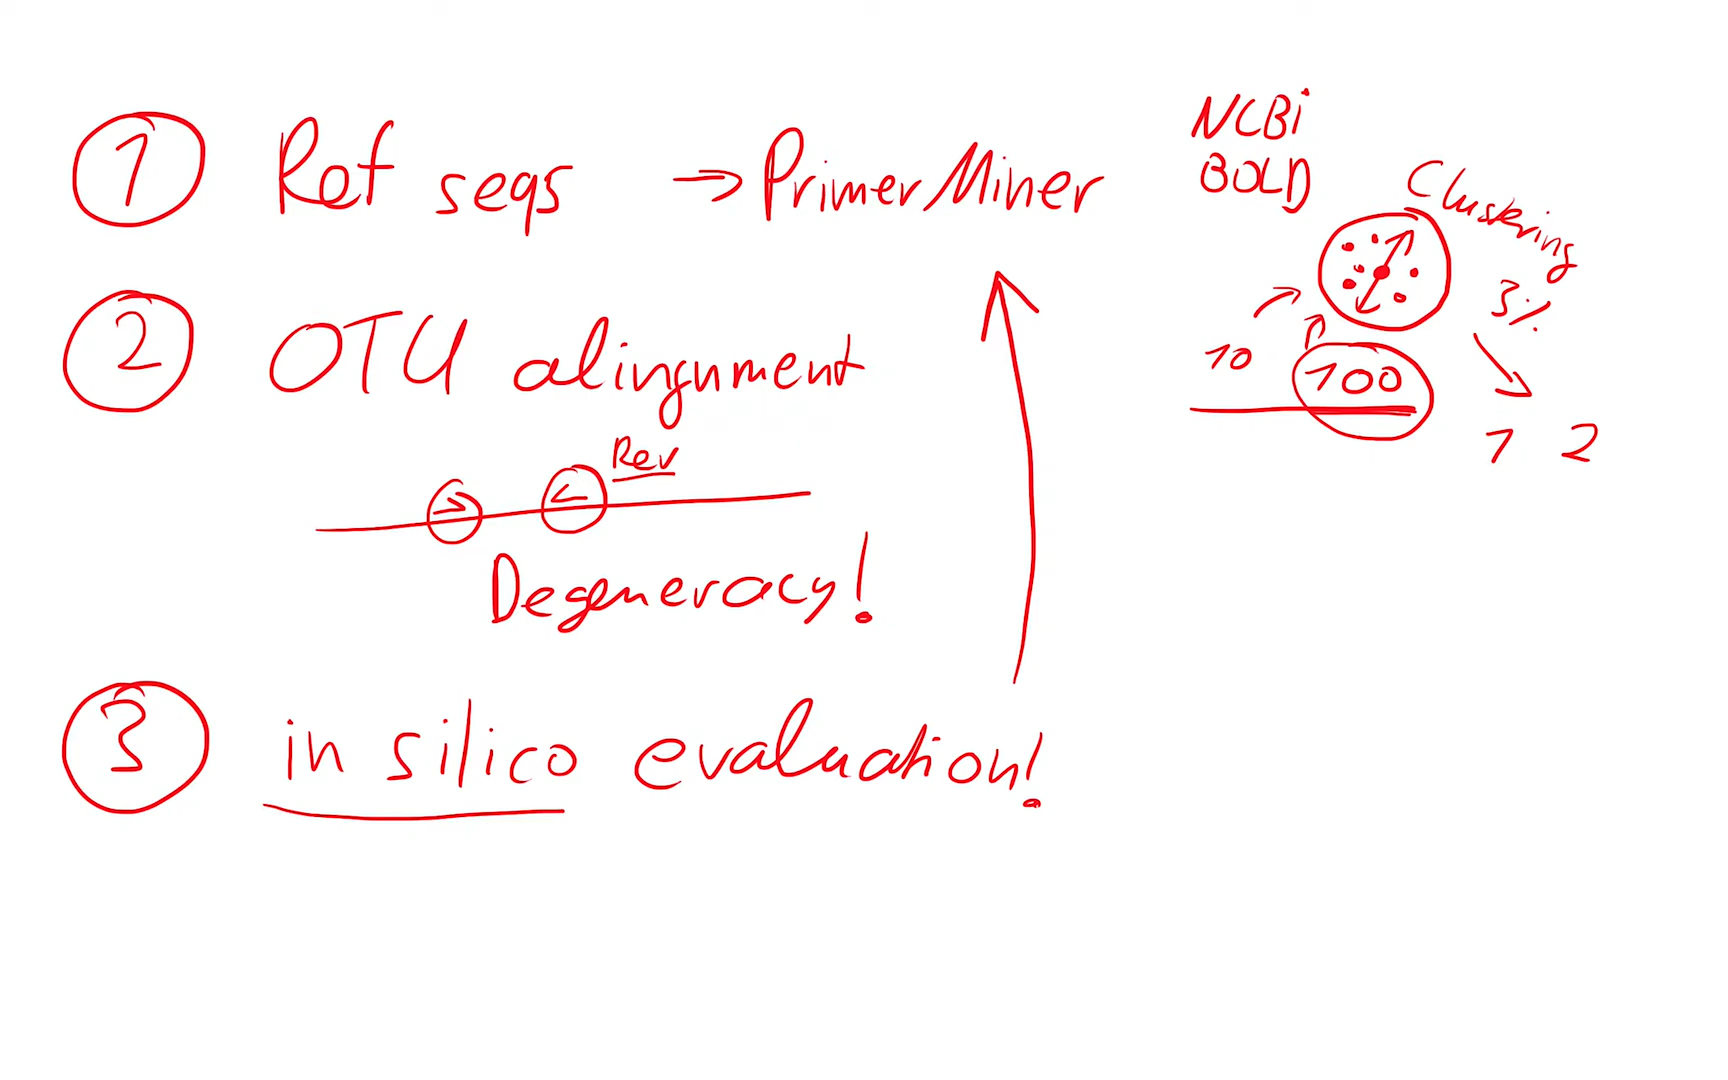 1 Ref seqs → PrimerMiner
NCBi
BOLD
Clustering
3%
10 100
1 2
2 OTU alingnment
> < Rev
Degeneracy!
3 in silico evaluation!